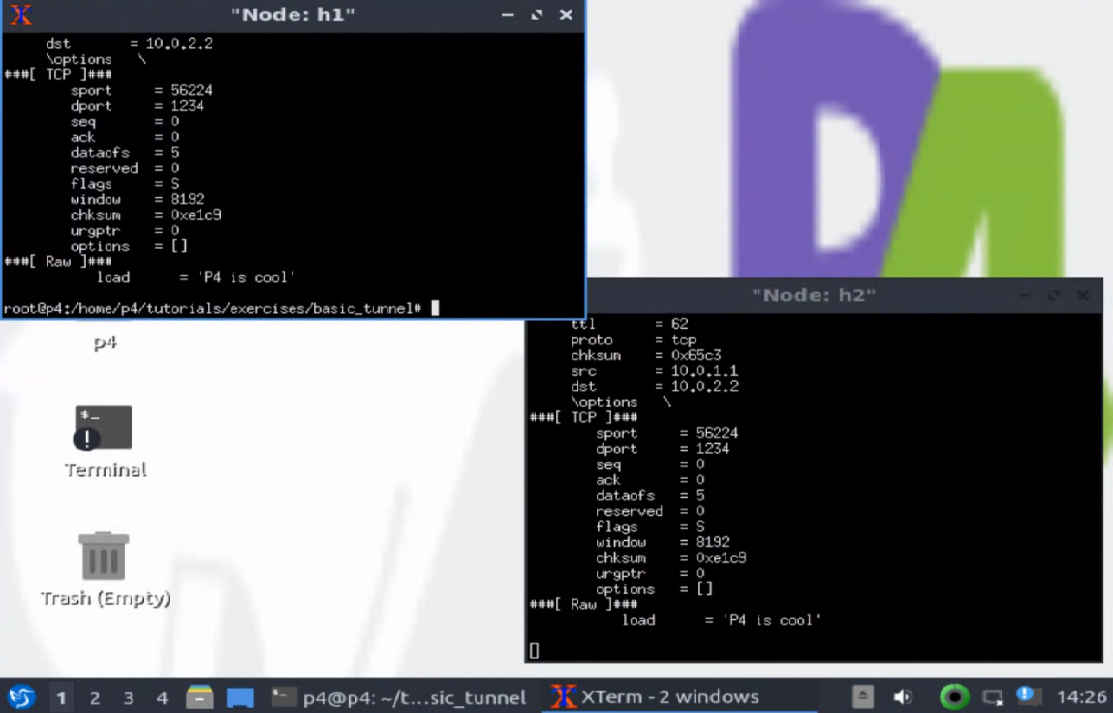 "Node: h1"
dst = 10.0.2.2
\options \
###[ TCP ]###
sport = 56224
dport = 1234
seq = 0
ack = 0
dataofs = 5
reserved = 0
flags = S
window = 8192
chksum = 0xe1c9
urgptr = 0
options = []
###[ Raw ]###
load = 'P4 is cool'
root@p4:/home/p4/tutorials/exercises/basic_tunnel#
"Node: h2"
ttl = 62
proto = tcp
chksum = 0x65c3
src = 10.0.1.1
dst = 10.0.2.2
\options \
###[ TCP ]###
sport = 56224
dport = 1234
seq = 0
ack = 0
dataofs = 5
reserved = 0
flags = S
window = 8192
chksum = 0xe1c9
urgptr = 0
options = []
###[ Raw ]###
load = 'P4 is cool'
p4
$_
Terminal
Trash (Empty)
1 2 3 4 p4@p4: ~/t...sic_tunnel XTerm - 2 windows 14:26